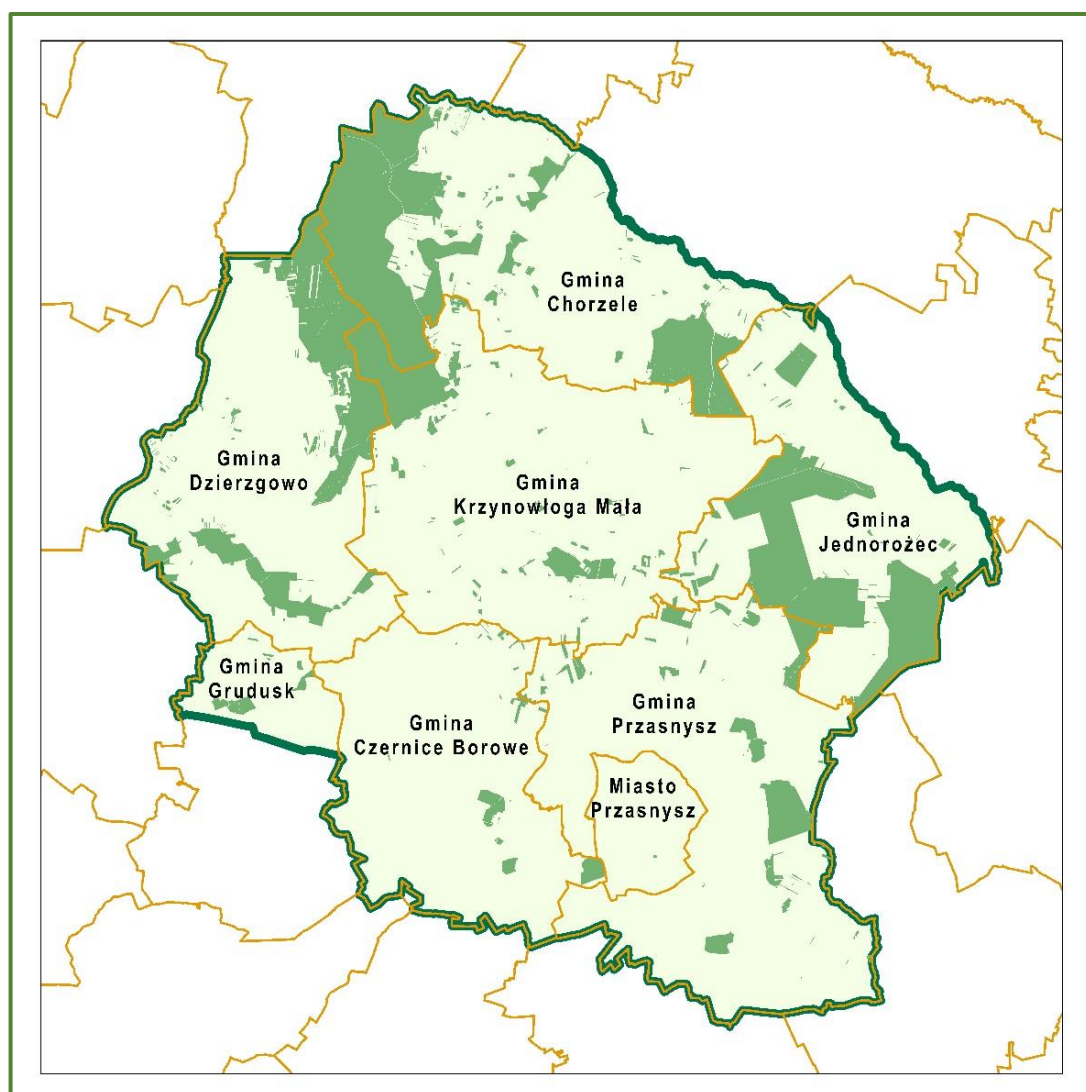 Gmina
Chorzele
Gmina
Dzierzgowo
Gmina
Krzynowłoga Mała
Gmina
Jednorożec
Gmina
Grudusk
Gmina
Czernice Borowe
Gmina
Przasnysz
Miasto
Przasnysz